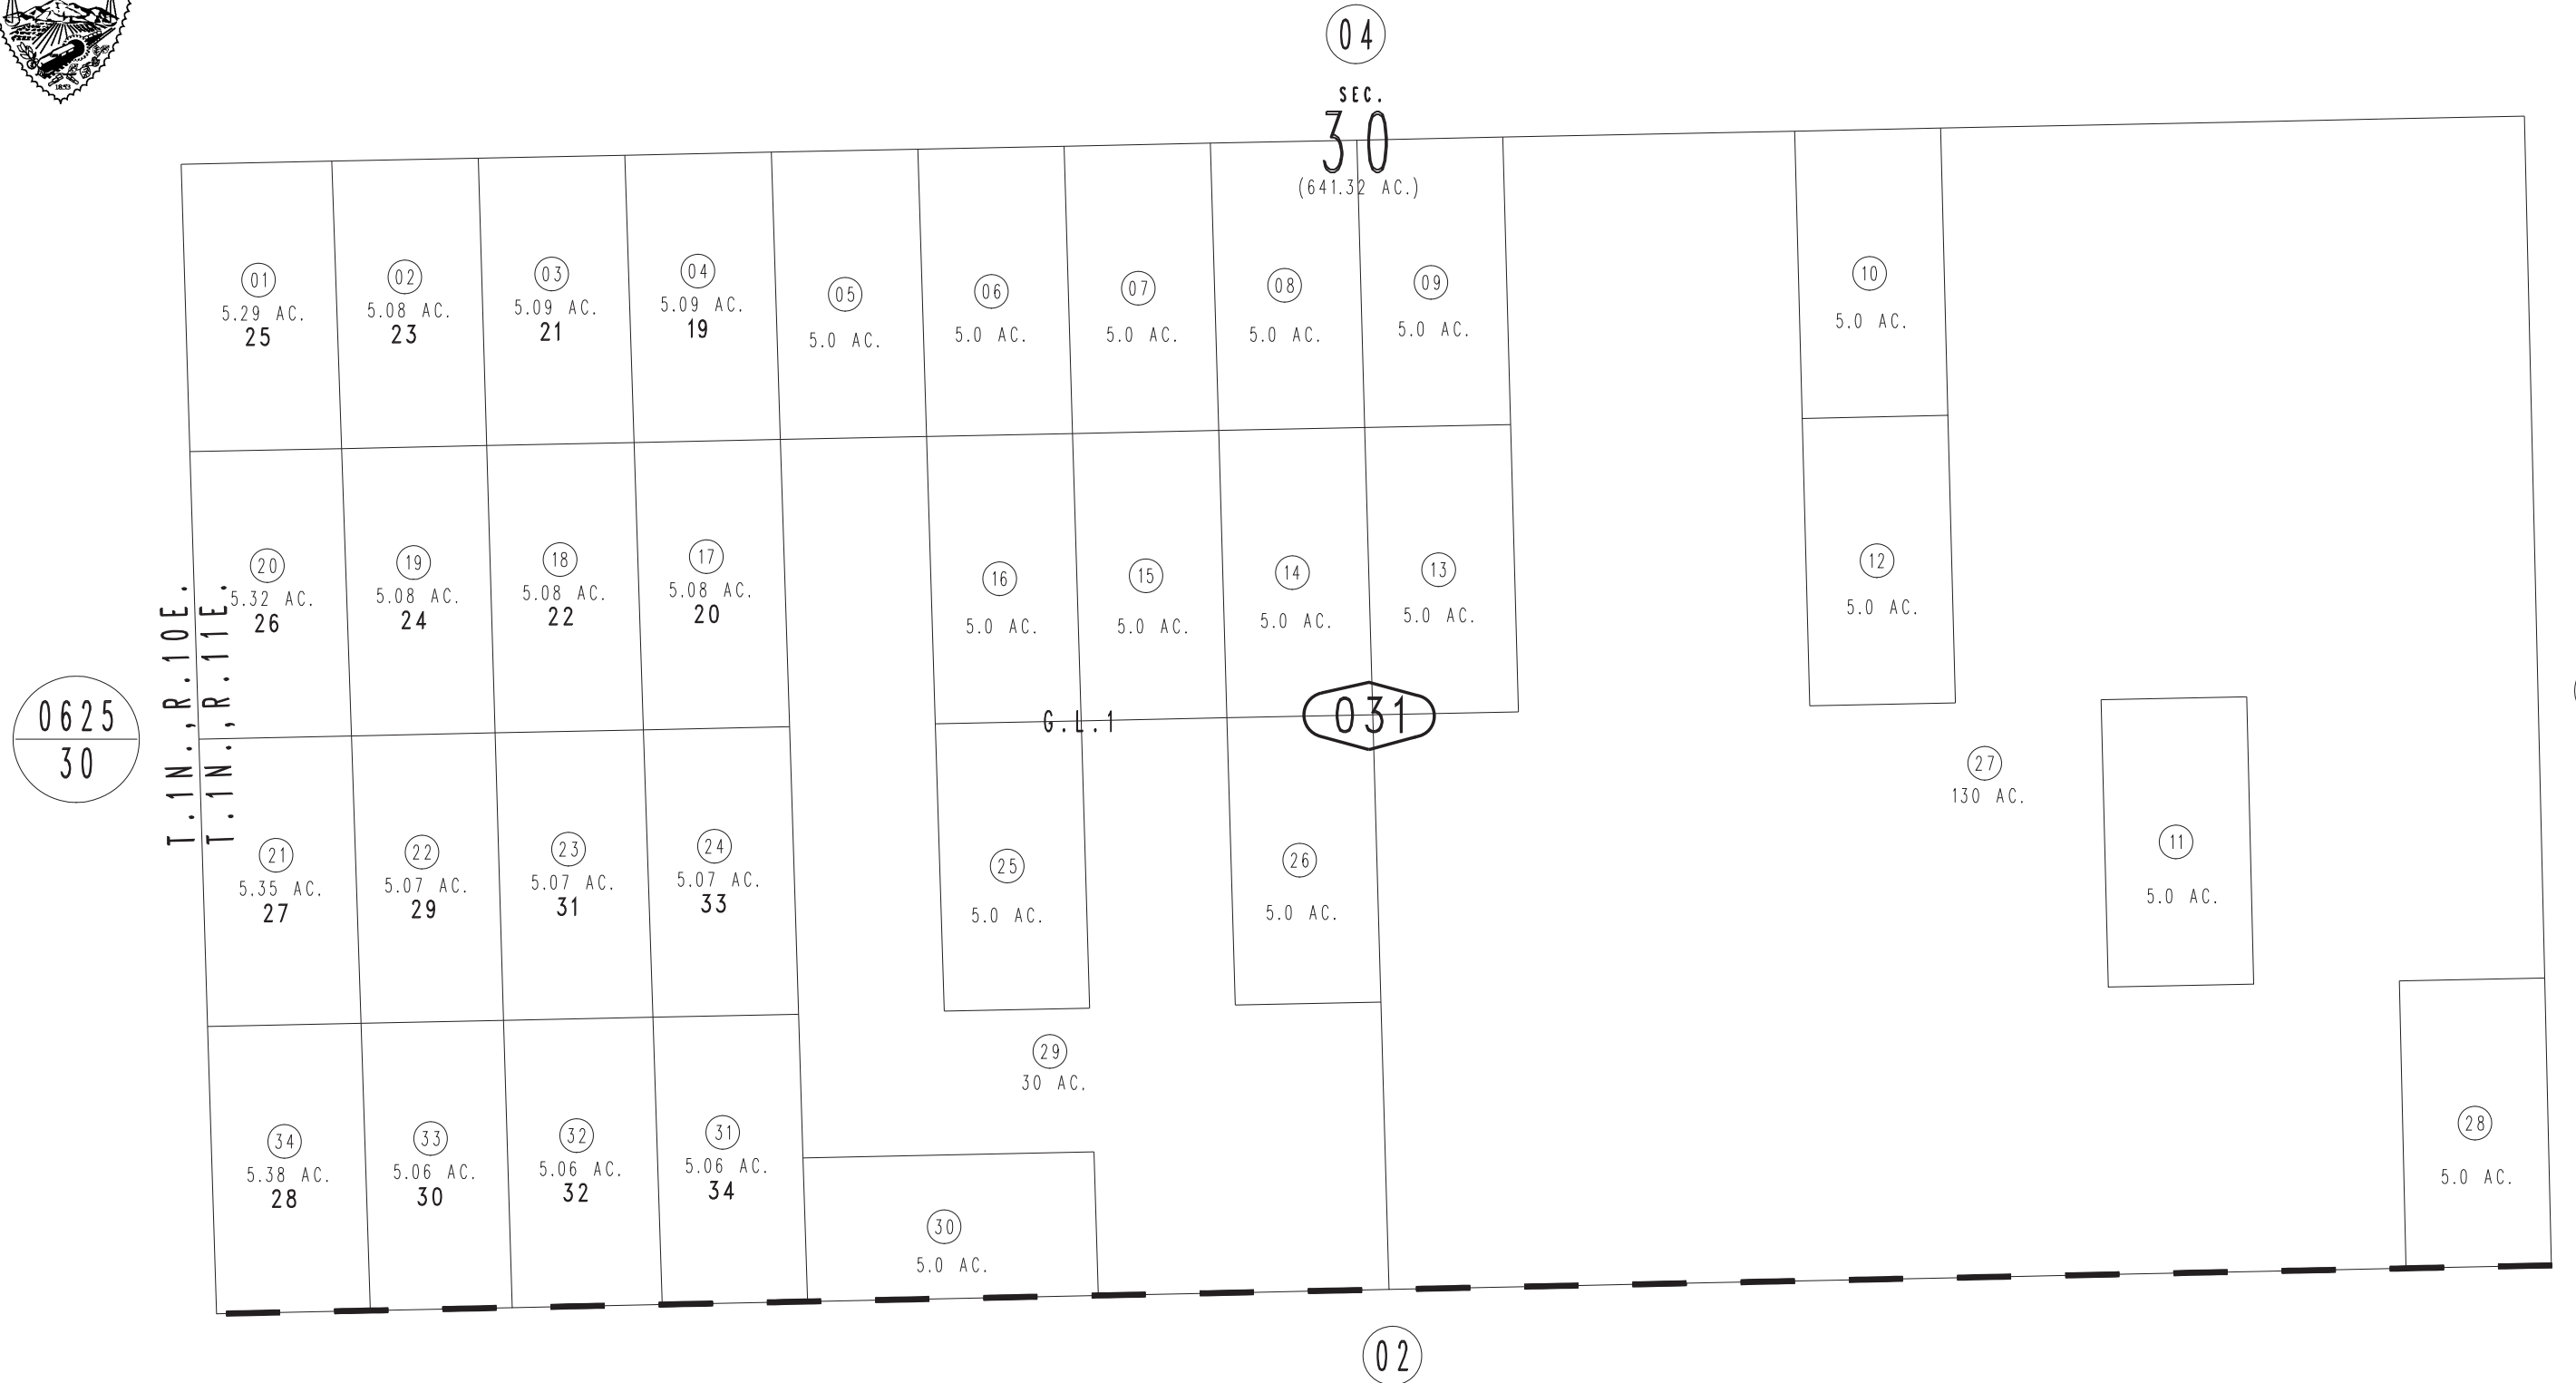 1853
04
SEC.
30
(641.32 AC.)
01
5.29 AC.
25
02
5.08 AC.
23
03
5.09 AC.
21
04
5.09 AC.
19
05
5.0 AC.
06
5.0 AC.
07
5.0 AC.
08
5.0 AC.
09
5.0 AC.
10
5.0 AC.
20
5.32 AC.
26
19
5.08 AC.
24
18
5.08 AC.
22
17
5.08 AC.
20
16
5.0 AC.
15
5.0 AC.
14
5.0 AC.
13
5.0 AC.
12
5.0 AC.
T.1N.,R.10E.
T.1N.,R.11E.
0625
30
G.L.1
031
27
130 AC.
11
5.0 AC.
21
5.35 AC.
27
22
5.07 AC.
29
23
5.07 AC.
31
24
5.07 AC.
33
25
5.0 AC.
26
5.0 AC.
29
30 AC.
34
5.38 AC.
28
33
5.06 AC.
30
32
5.06 AC.
32
31
5.06 AC.
34
30
5.0 AC.
28
5.0 AC.
02